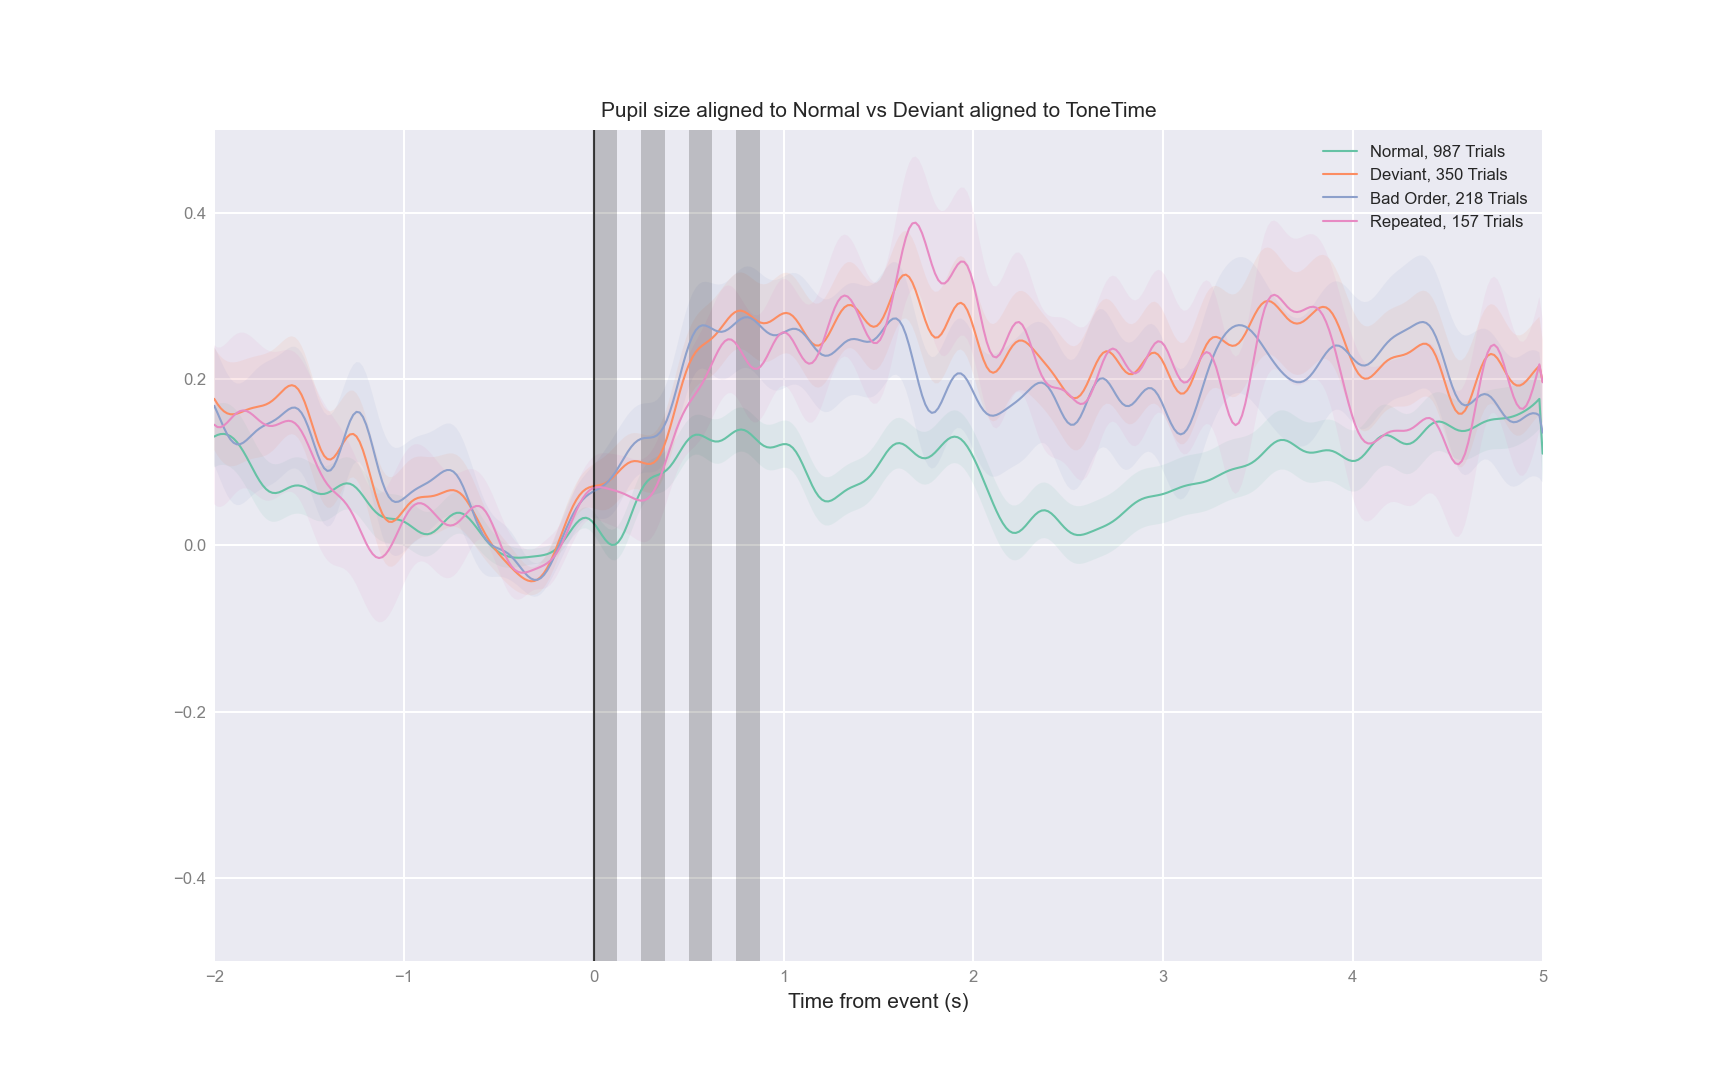 Pupil size aligned to Normal vs Deviant aligned to ToneTime
Normal, 987 Trials
Deviant, 350 Trials
Bad Order, 218 Trials
Repeated, 157 Trials
0.4
0.2
0.0
−0.2
−0.4
−2 −1 0 1 2 3 4 5
Time from event (s)